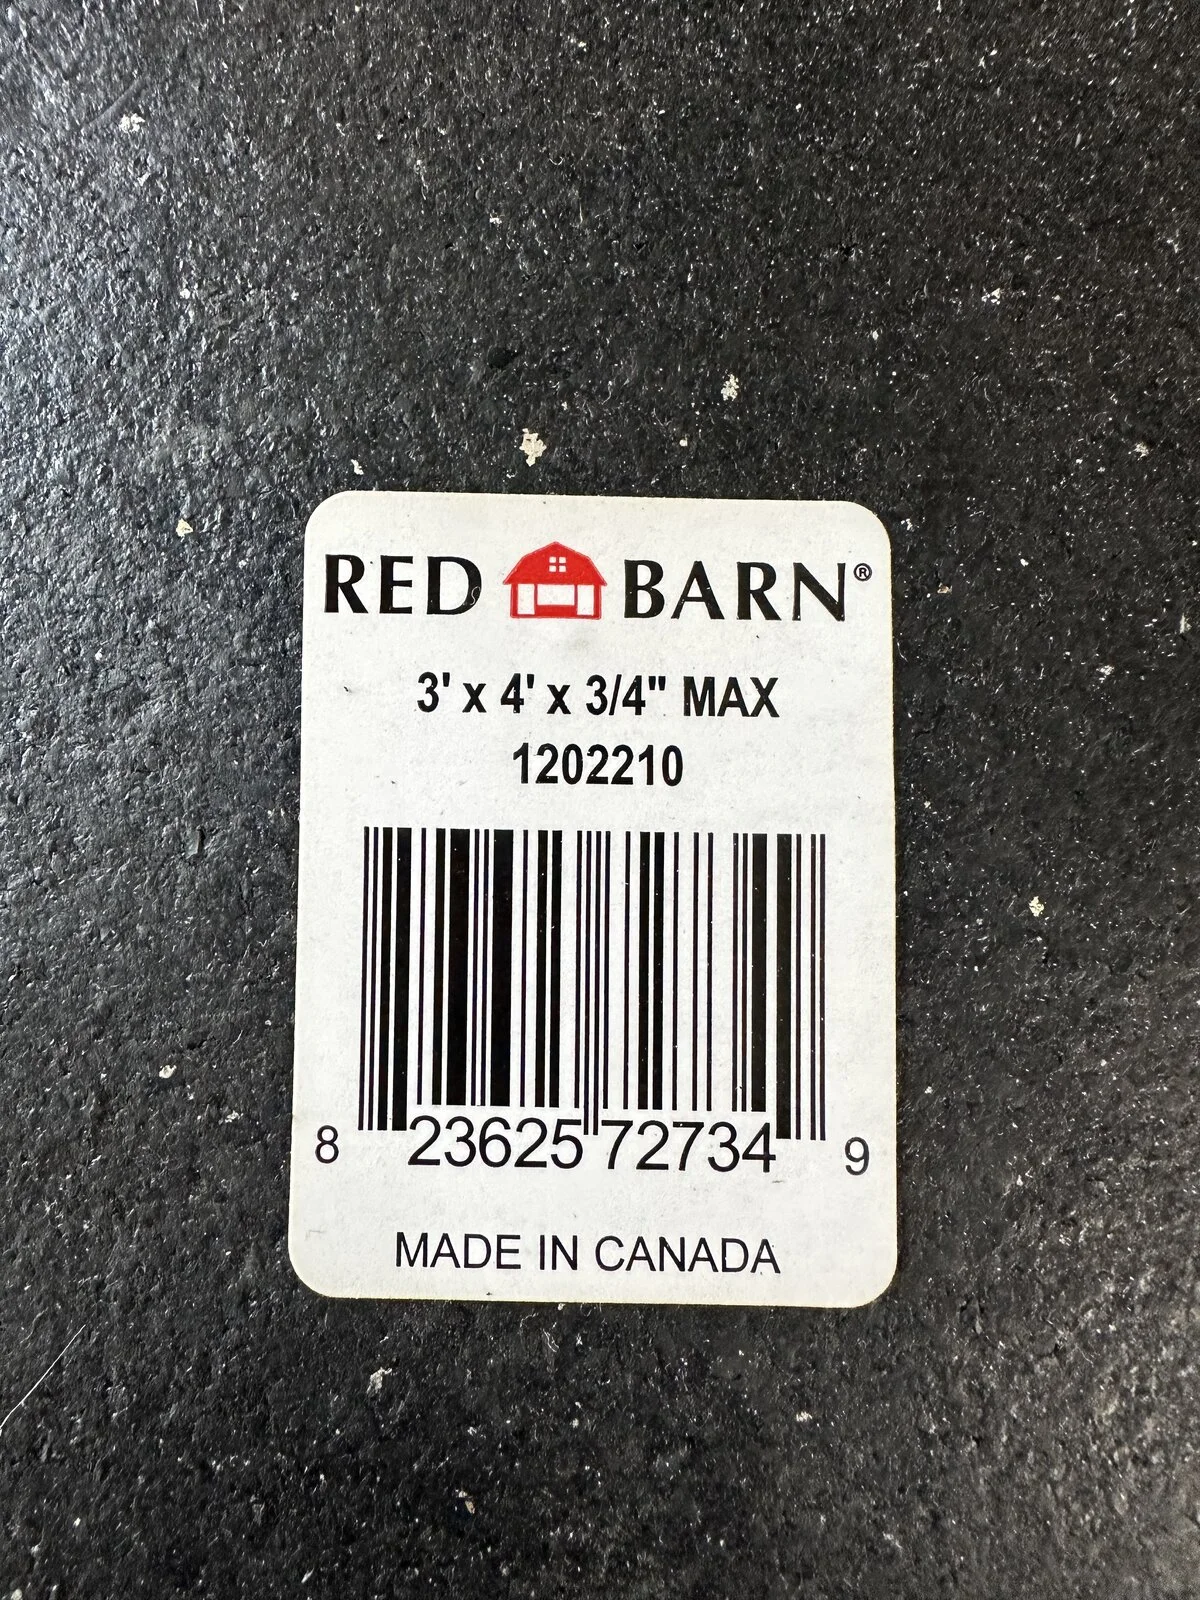 RED BARN®
3' x 4' x 3/4" MAX
1202210
8 23625 72734 9
MADE IN CANADA